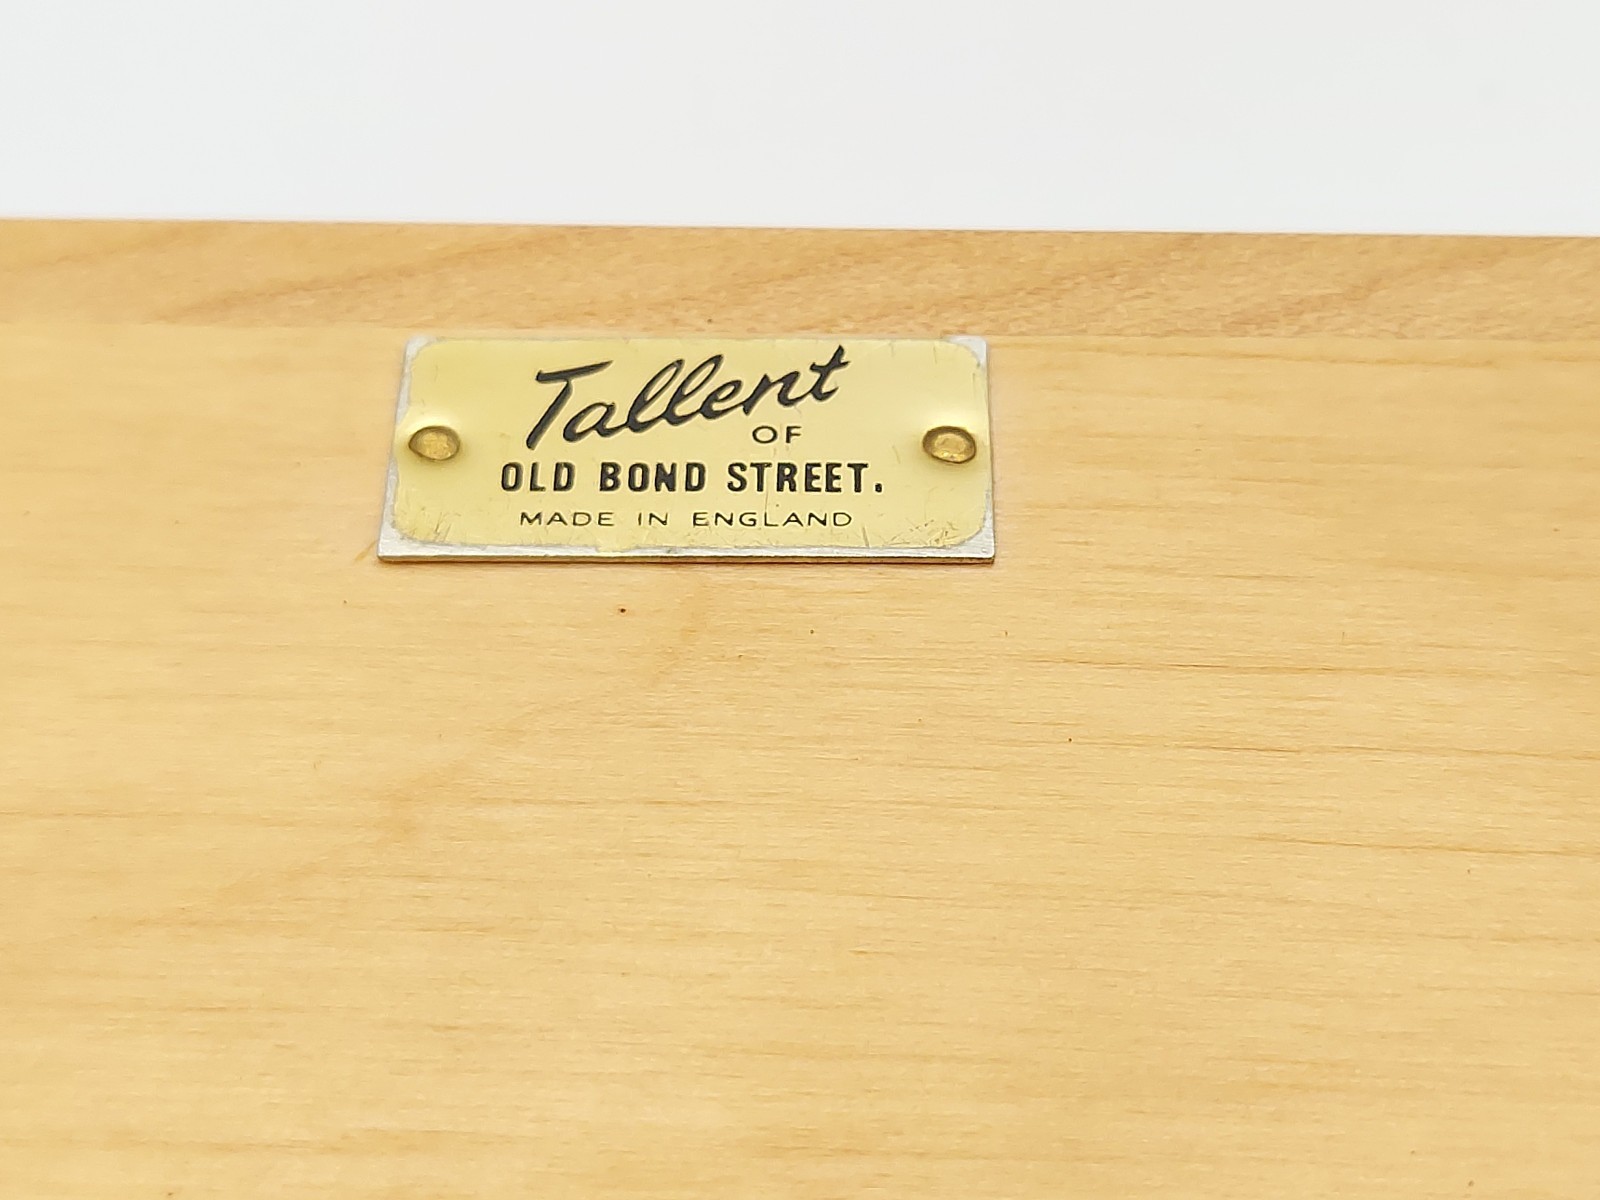 Tallent
OF
OLD BOND STREET.
MADE IN ENGLAND